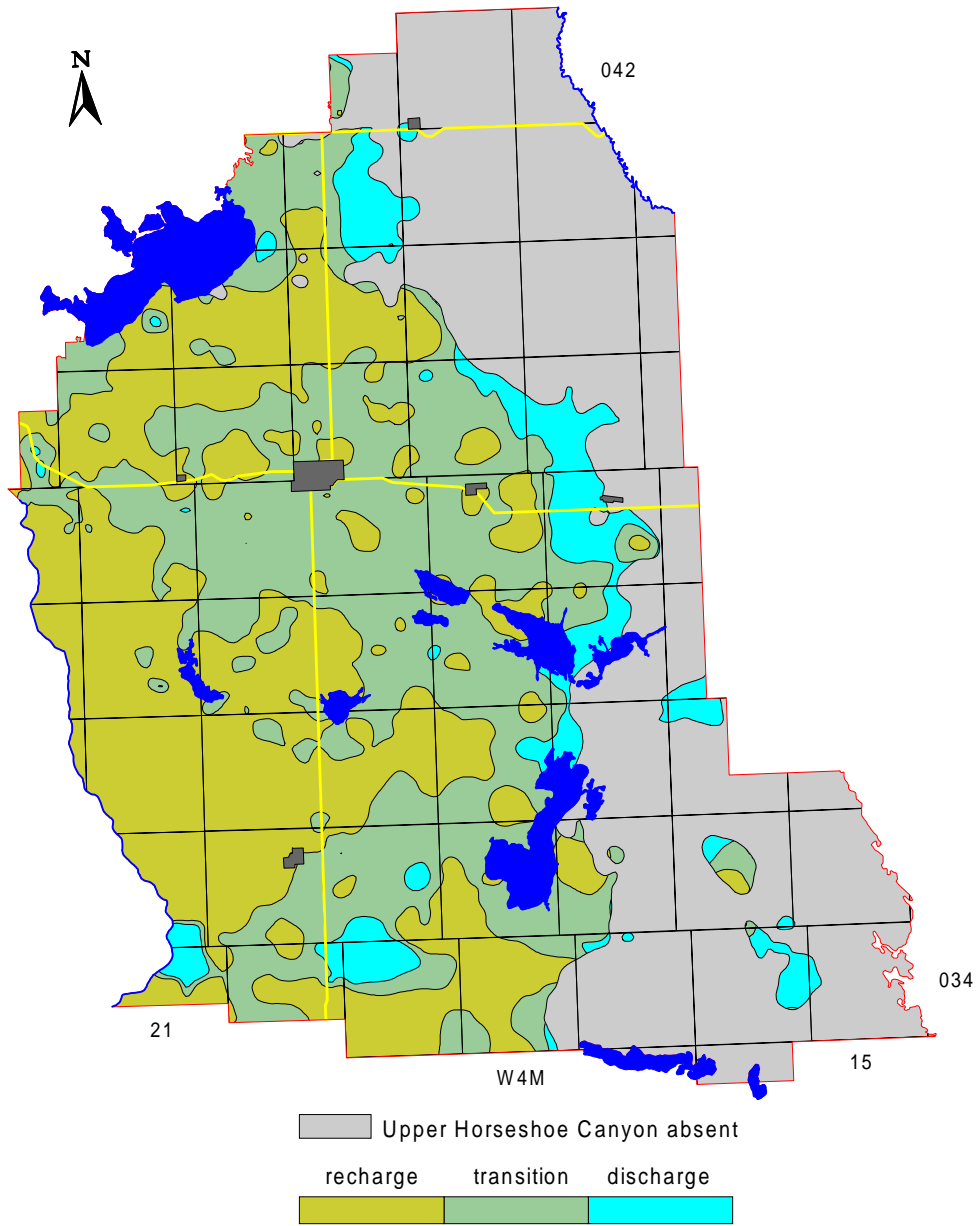 N
042
034
21
15
W4M
Upper Horseshoe Canyon absent
recharge transition discharge